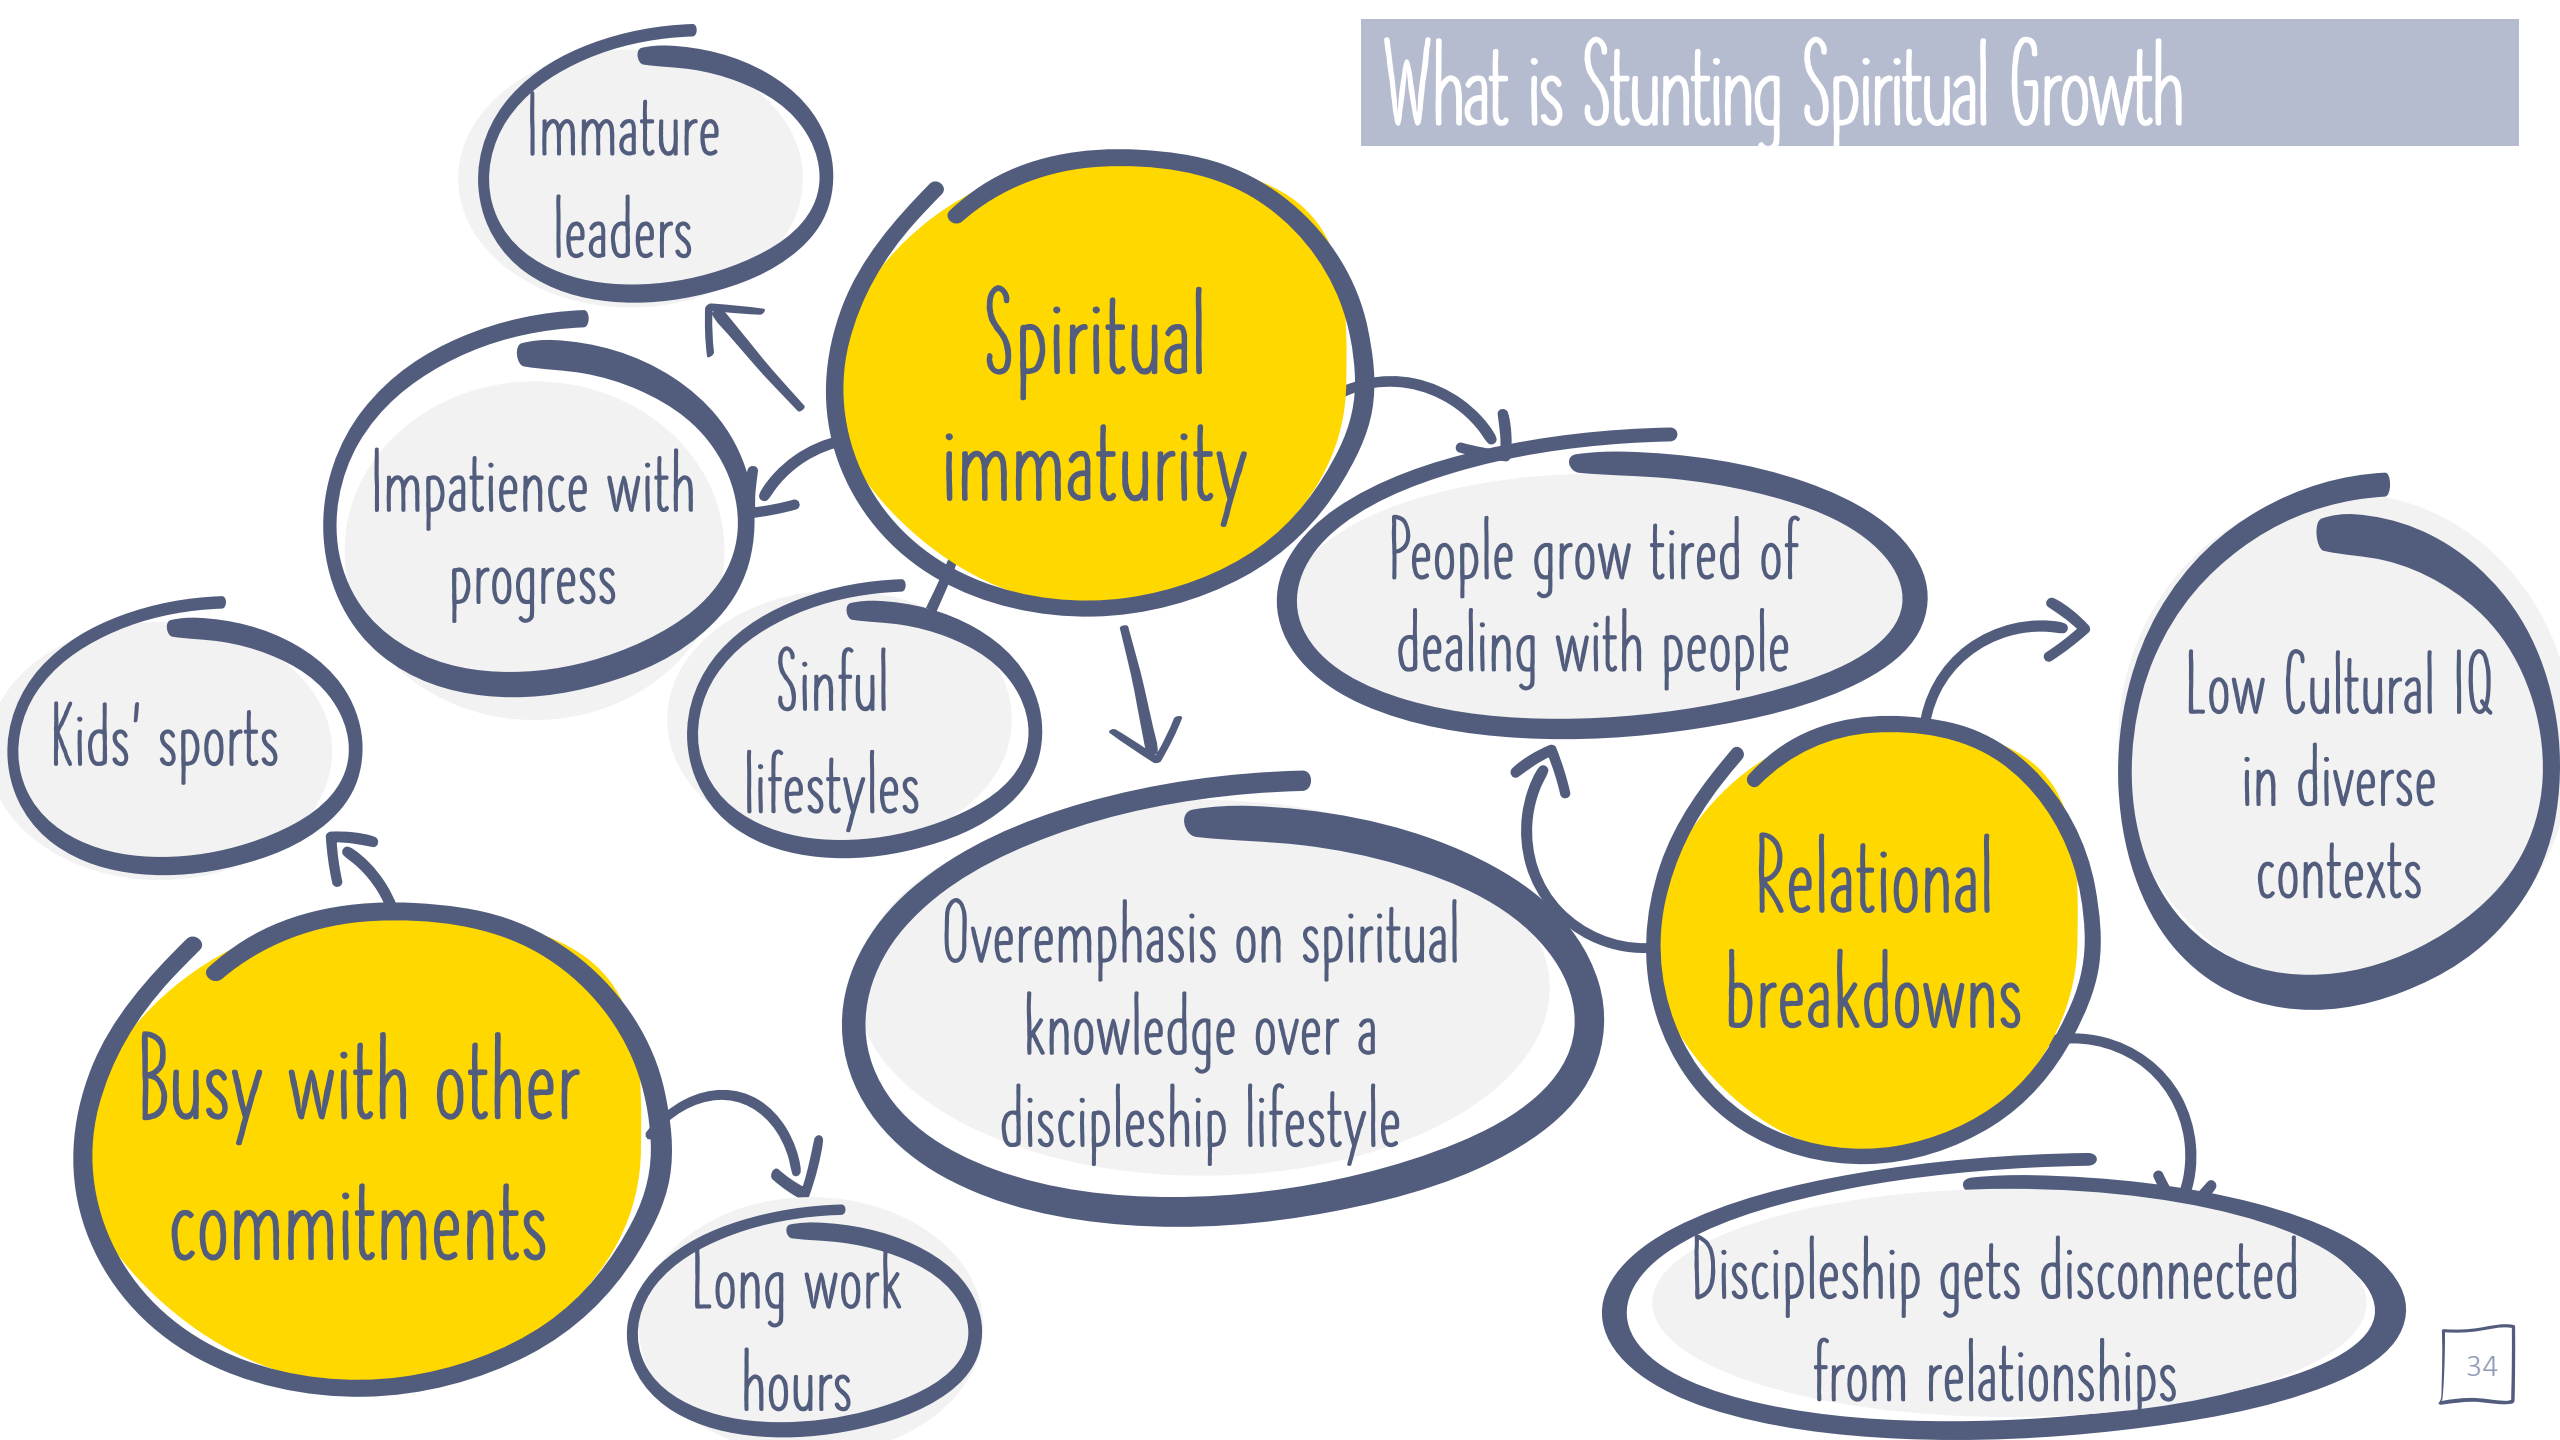 What is Stunting Spiritual Growth
Immature
leaders
Spiritual
immaturity
Impatience with
progress
People grow tired of
dealing with people
Sinful
lifestyles
Kids' sports
Low Cultural IQ
in diverse
contexts
Relational
breakdowns
Overemphasis on spiritual
knowledge over a
discipleship lifestyle
Busy with other
commitments
Long work
hours
Discipleship gets disconnected
from relationships
34